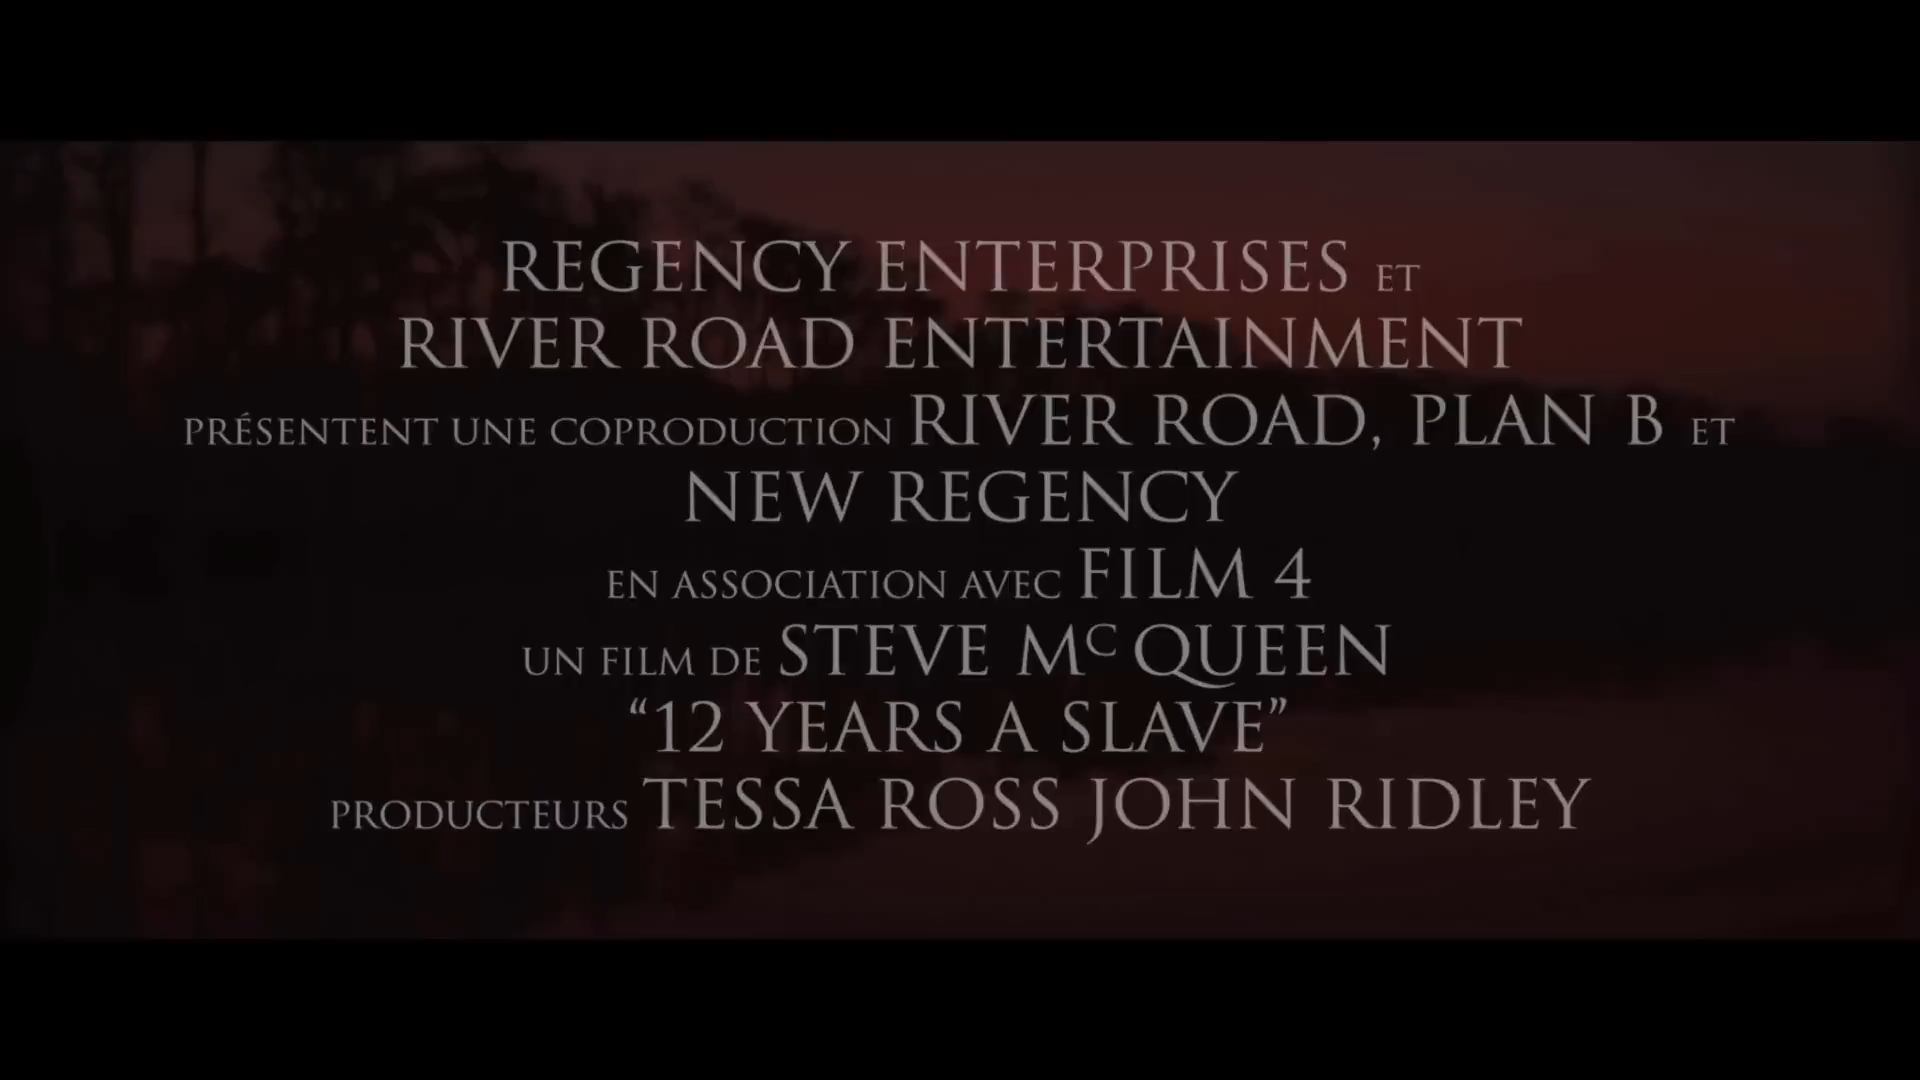 REGENCY ENTERPRISES ET
RIVER ROAD ENTERTAINMENT
PRÉSENTENT UNE COPRODUCTION RIVER ROAD, PLAN B ET
NEW REGENCY
EN ASSOCIATION AVEC FILM 4
UN FILM DE STEVE MC QUEEN
“12 YEARS A SLAVE”
PRODUCTEURS TESSA ROSS JOHN RIDLEY